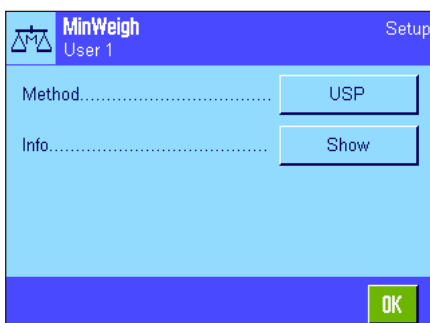 MinWeigh Setup
User 1
Method................................... USP
Info........................................ Show
OK